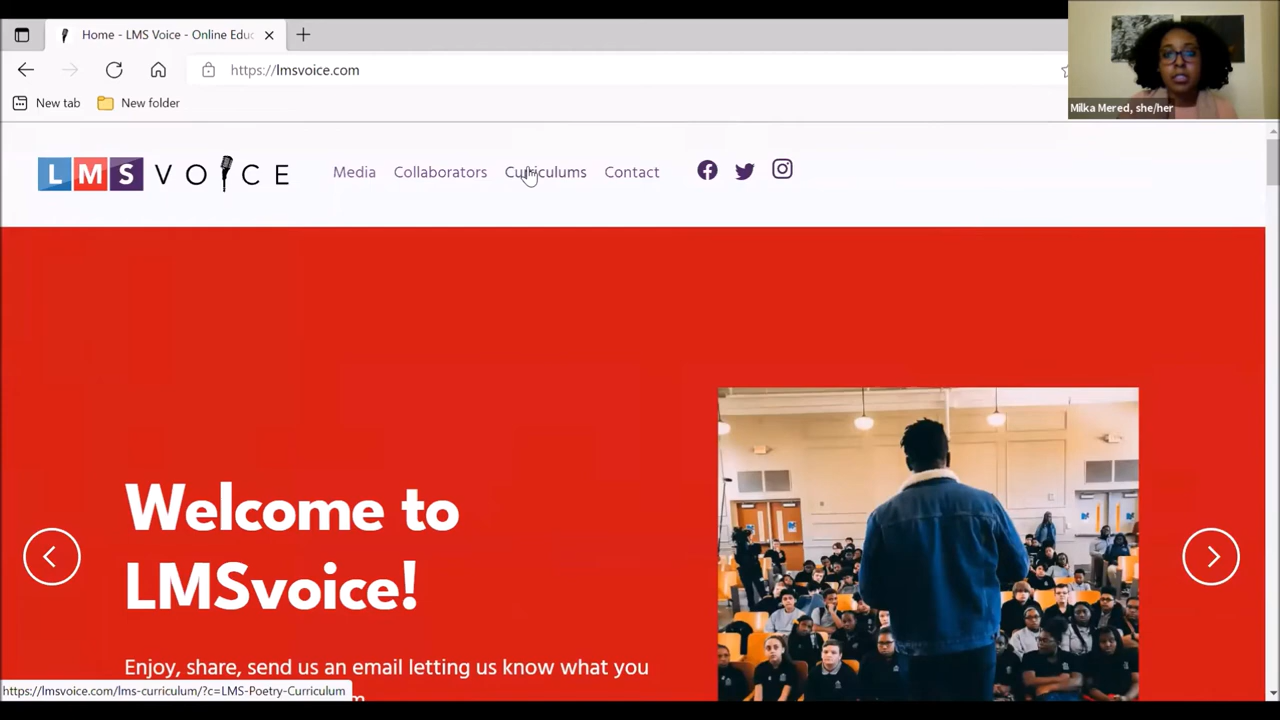 Home - LMS Voice - Online Educ
https://lmsvoice.com
New tab
New folder
Milka Mered, she/her
LMS VOICE
Media
Collaborators
Curriculums
Contact
Welcome to
LMSvoice!
Enjoy, share, send us an email letting us know what you
https://lmsvoice.com/lms-curriculum/?c=LMS-Poetry-Curriculum